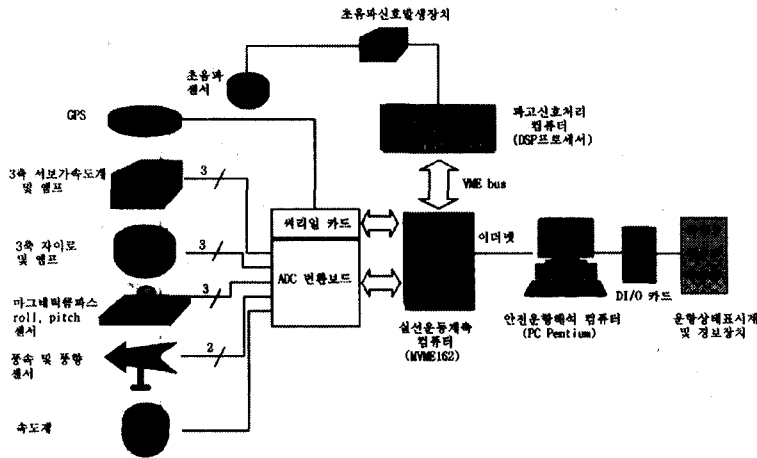 초음파신호발생장치
초음파
센서
GPS
파고신호처리
컴퓨터
(DSP프로세서)
3축 서보가속도계
및 앰프
3
VME bus
씨리얼 카드
이더넷
3축 자이로
및 앰프
3
ADC 변환보드
마그네틱콤파스
roll, pitch
센서
3
DI/O 카드
실선운동계측
컴퓨터
(MVME162)
안전운항해석 컴퓨터
(PC Pentium)
운항상태표시계
및 경보장치
풍속 및 풍향
센서
2
속도계